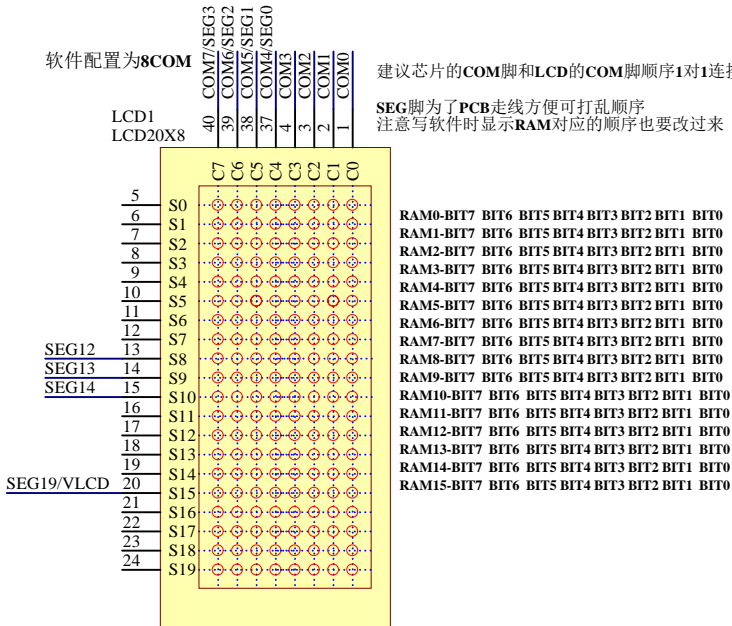 软件配置为8COM
COM7/SEG3
COM6/SEG2
COM5/SEG1
COM4/SEG0
COM3
COM2
COM1
COM0
40
39
38
37
4
3
2
1
建议芯片的COM脚和LCD的COM脚顺序1对1连接
SEG脚为了PCB走线方便可打乱顺序
注意写软件时显示RAM对应的顺序也要改过来
LCD1
LCD20X8
C7
C6
C5
C4
C3
C2
C1
C0
5 S0
6 S1
7 S2
8 S3
9 S4
10 S5
11 S6
12 S7
SEG12 13 S8
SEG13 14 S9
SEG14 15 S10
16 S11
17 S12
18 S13
19 S14
SEG19/VLCD 20 S15
21 S16
22 S17
23 S18
24 S19
RAM0-BIT7 BIT6 BIT5 BIT4 BIT3 BIT2 BIT1 BIT0
RAM1-BIT7 BIT6 BIT5 BIT4 BIT3 BIT2 BIT1 BIT0
RAM2-BIT7 BIT6 BIT5 BIT4 BIT3 BIT2 BIT1 BIT0
RAM3-BIT7 BIT6 BIT5 BIT4 BIT3 BIT2 BIT1 BIT0
RAM4-BIT7 BIT6 BIT5 BIT4 BIT3 BIT2 BIT1 BIT0
RAM5-BIT7 BIT6 BIT5 BIT4 BIT3 BIT2 BIT1 BIT0
RAM6-BIT7 BIT6 BIT5 BIT4 BIT3 BIT2 BIT1 BIT0
RAM7-BIT7 BIT6 BIT5 BIT4 BIT3 BIT2 BIT1 BIT0
RAM8-BIT7 BIT6 BIT5 BIT4 BIT3 BIT2 BIT1 BIT0
RAM9-BIT7 BIT6 BIT5 BIT4 BIT3 BIT2 BIT1 BIT0
RAM10-BIT7 BIT6 BIT5 BIT4 BIT3 BIT2 BIT1 BIT0
RAM11-BIT7 BIT6 BIT5 BIT4 BIT3 BIT2 BIT1 BIT0
RAM12-BIT7 BIT6 BIT5 BIT4 BIT3 BIT2 BIT1 BIT0
RAM13-BIT7 BIT6 BIT5 BIT4 BIT3 BIT2 BIT1 BIT0
RAM14-BIT7 BIT6 BIT5 BIT4 BIT3 BIT2 BIT1 BIT0
RAM15-BIT7 BIT6 BIT5 BIT4 BIT3 BIT2 BIT1 BIT0